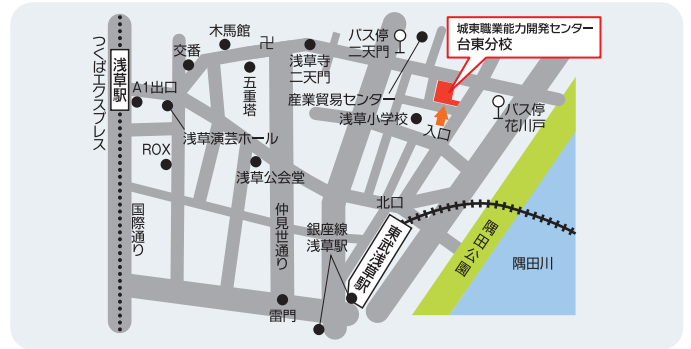 城東職業能力開発センター
台東分校
木馬館
卍
交番
浅草寺
二天門
バス停
二天門
つくばエクスプレス
浅草駅
A1出口
五重塔
産業貿易センター
浅草小学校
入口
バス停
花川戸
浅草演芸ホール
ROX
浅草公会堂
国際通り
仲見世通り
北口
銀座線
浅草駅
東武浅草駅
隅田公園
隅田川
雷門